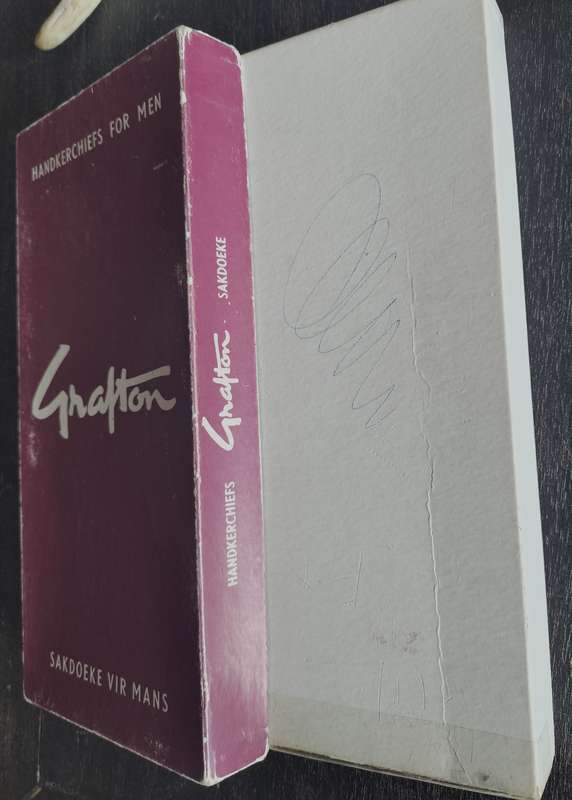 HANDKERCHIEFS FOR MEN
Grafton
SAKDOEKE VIR MANS
HANDKERCHIEFS Grafton . SAKDOEKE